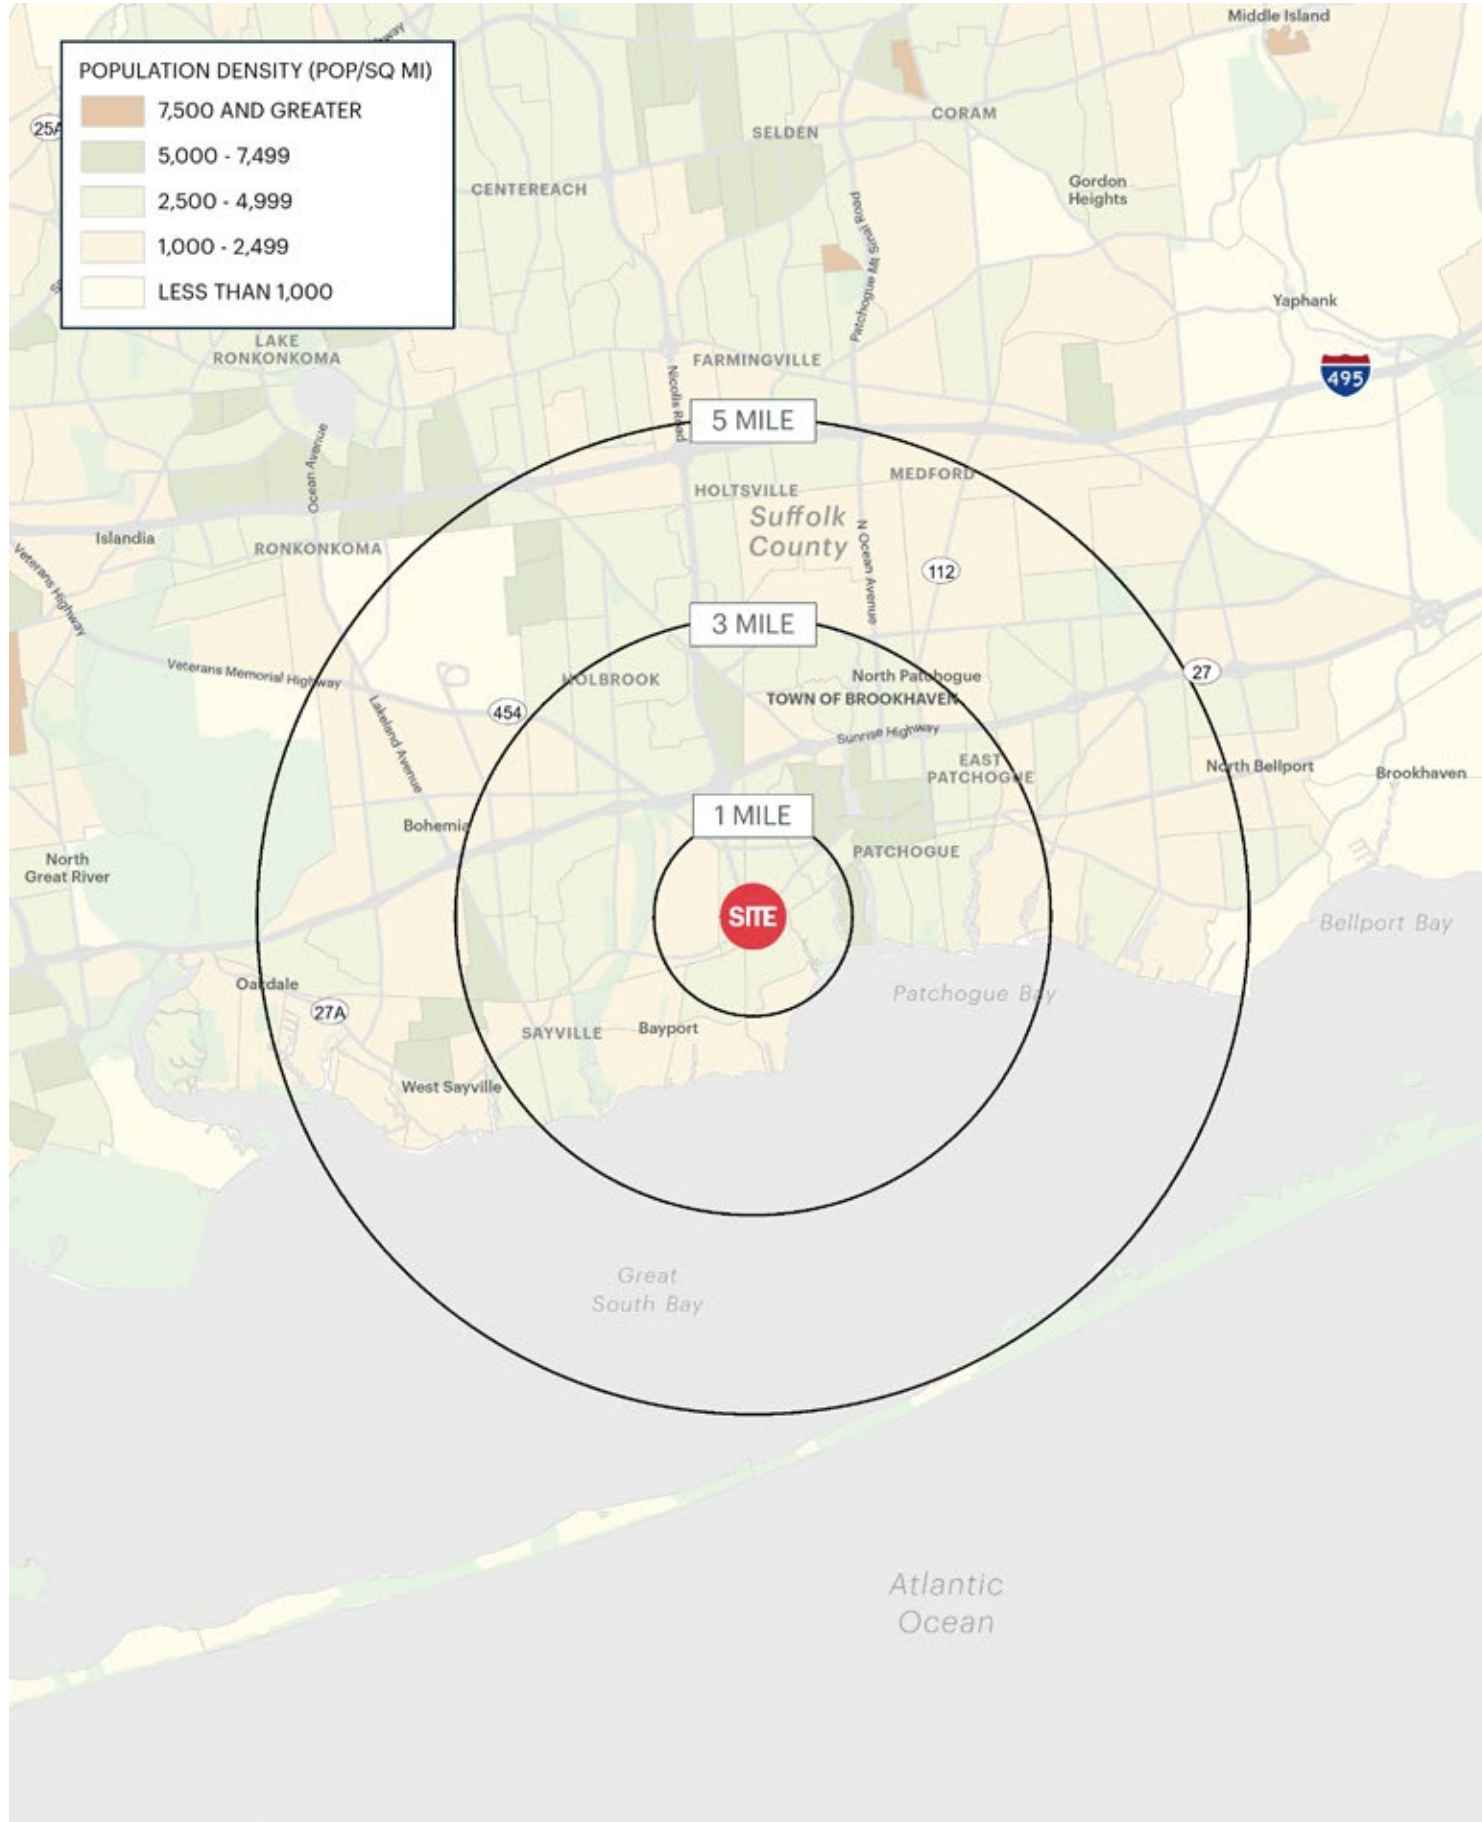 Middle Island
way
POPULATION DENSITY (POP/SQ MI)
7,500 AND GREATER
5,000 - 7,499
2,500 - 4,999
1,000 - 2,499
LESS THAN 1,000
25A
CORAM
SELDEN
CENTEREACH
Gordon
Heights
Patchogue Mt Sinai Road
Yaphank
LAKE
RONKONKOMA
FARMINGVILLE
495
Nicolls Road
5 MILE
Ocean Avenue
MEDFORD
HOLTSVILLE
Suffolk
County
Islandia
RONKONKOMA
N Ocean Avenue
Veterans Highway
112
3 MILE
Veterans Memorial Highway
HOLBROOK
North Patchogue
27
TOWN OF BROOKHAVEN
454
Lakeland Avenue
Sunrise Highway
EAST
PATCHOGUE
North Bellport
Brookhaven
1 MILE
Bohemia
PATCHOGUE
North
Great River
SITE
Bellport Bay
Oakdale
Patchogue Bay
27A
SAYVILLE
Bayport
West Sayville
Great
South Bay
Atlantic
Ocean